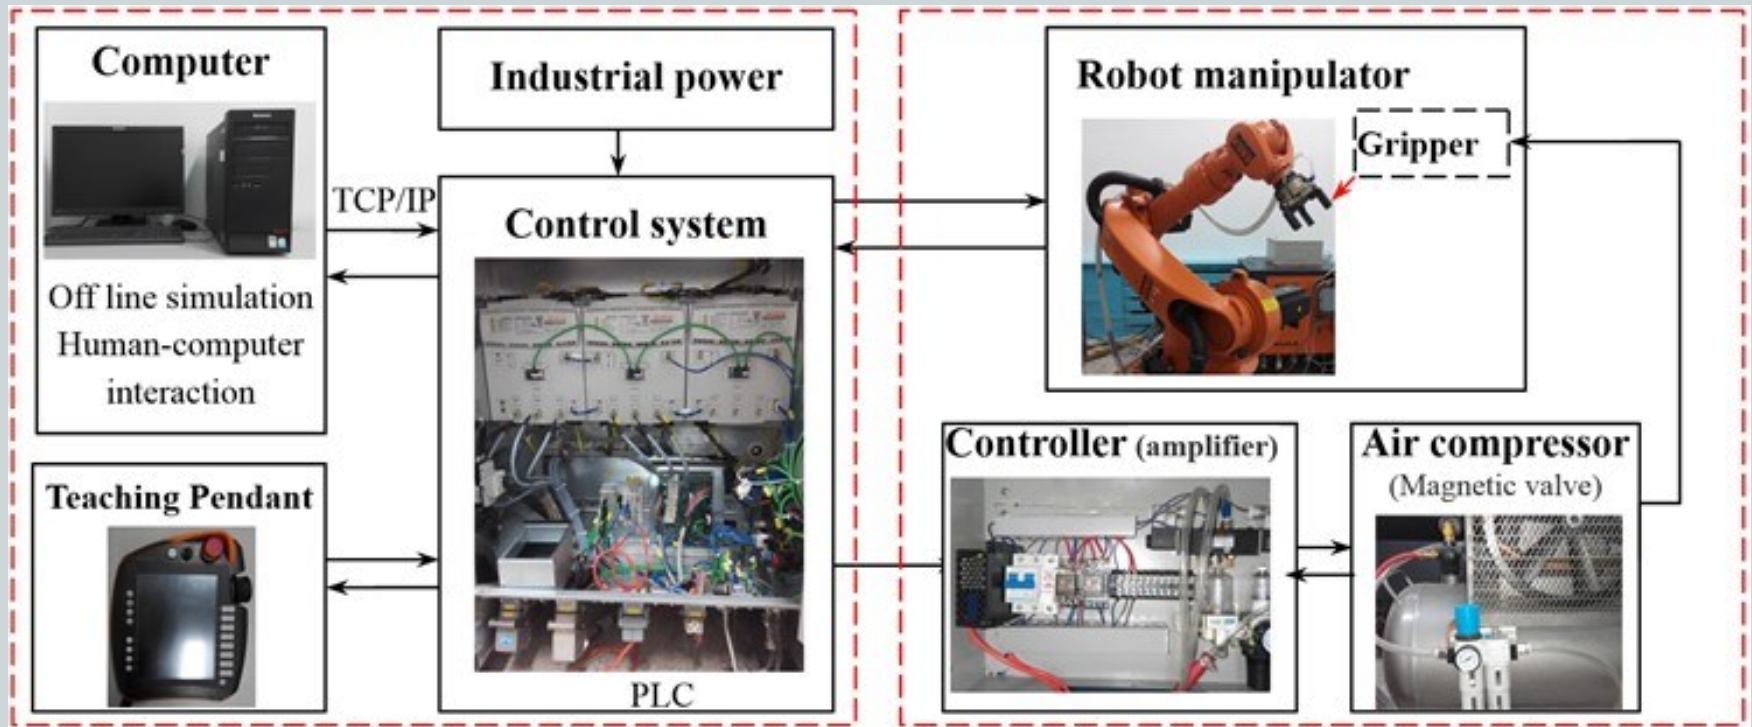 Computer
Off line simulation
Human-computer
interaction
TCP/IP
Teaching Pendant
Industrial power
Control system
PLC
Robot manipulator
Gripper
Controller (amplifier)
Air compressor
(Magnetic valve)